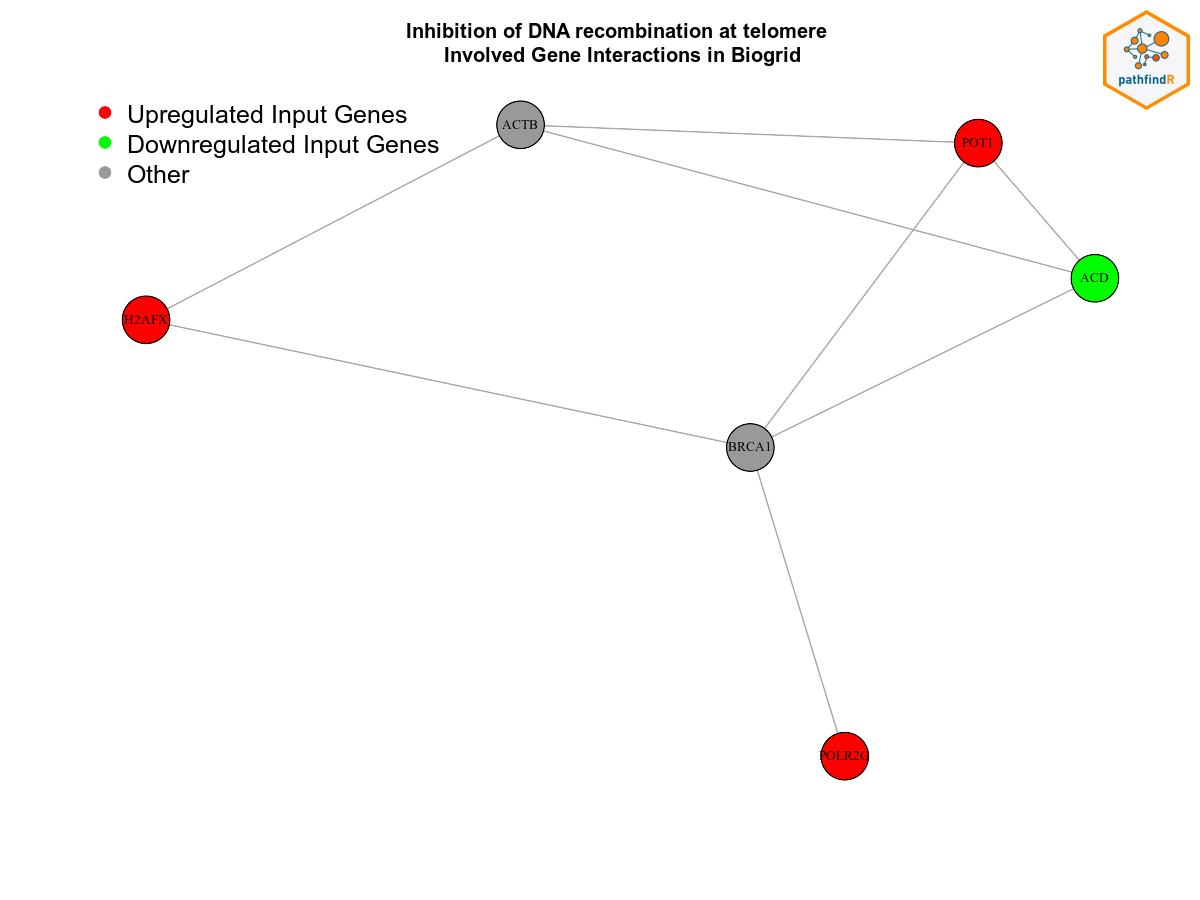 Inhibition of DNA recombination at telomere
Involved Gene Interactions in Biogrid
pathfindR
Upregulated Input Genes
Downregulated Input Genes
Other
ACTB
POT1
ACD
H2AFX
BRCA1